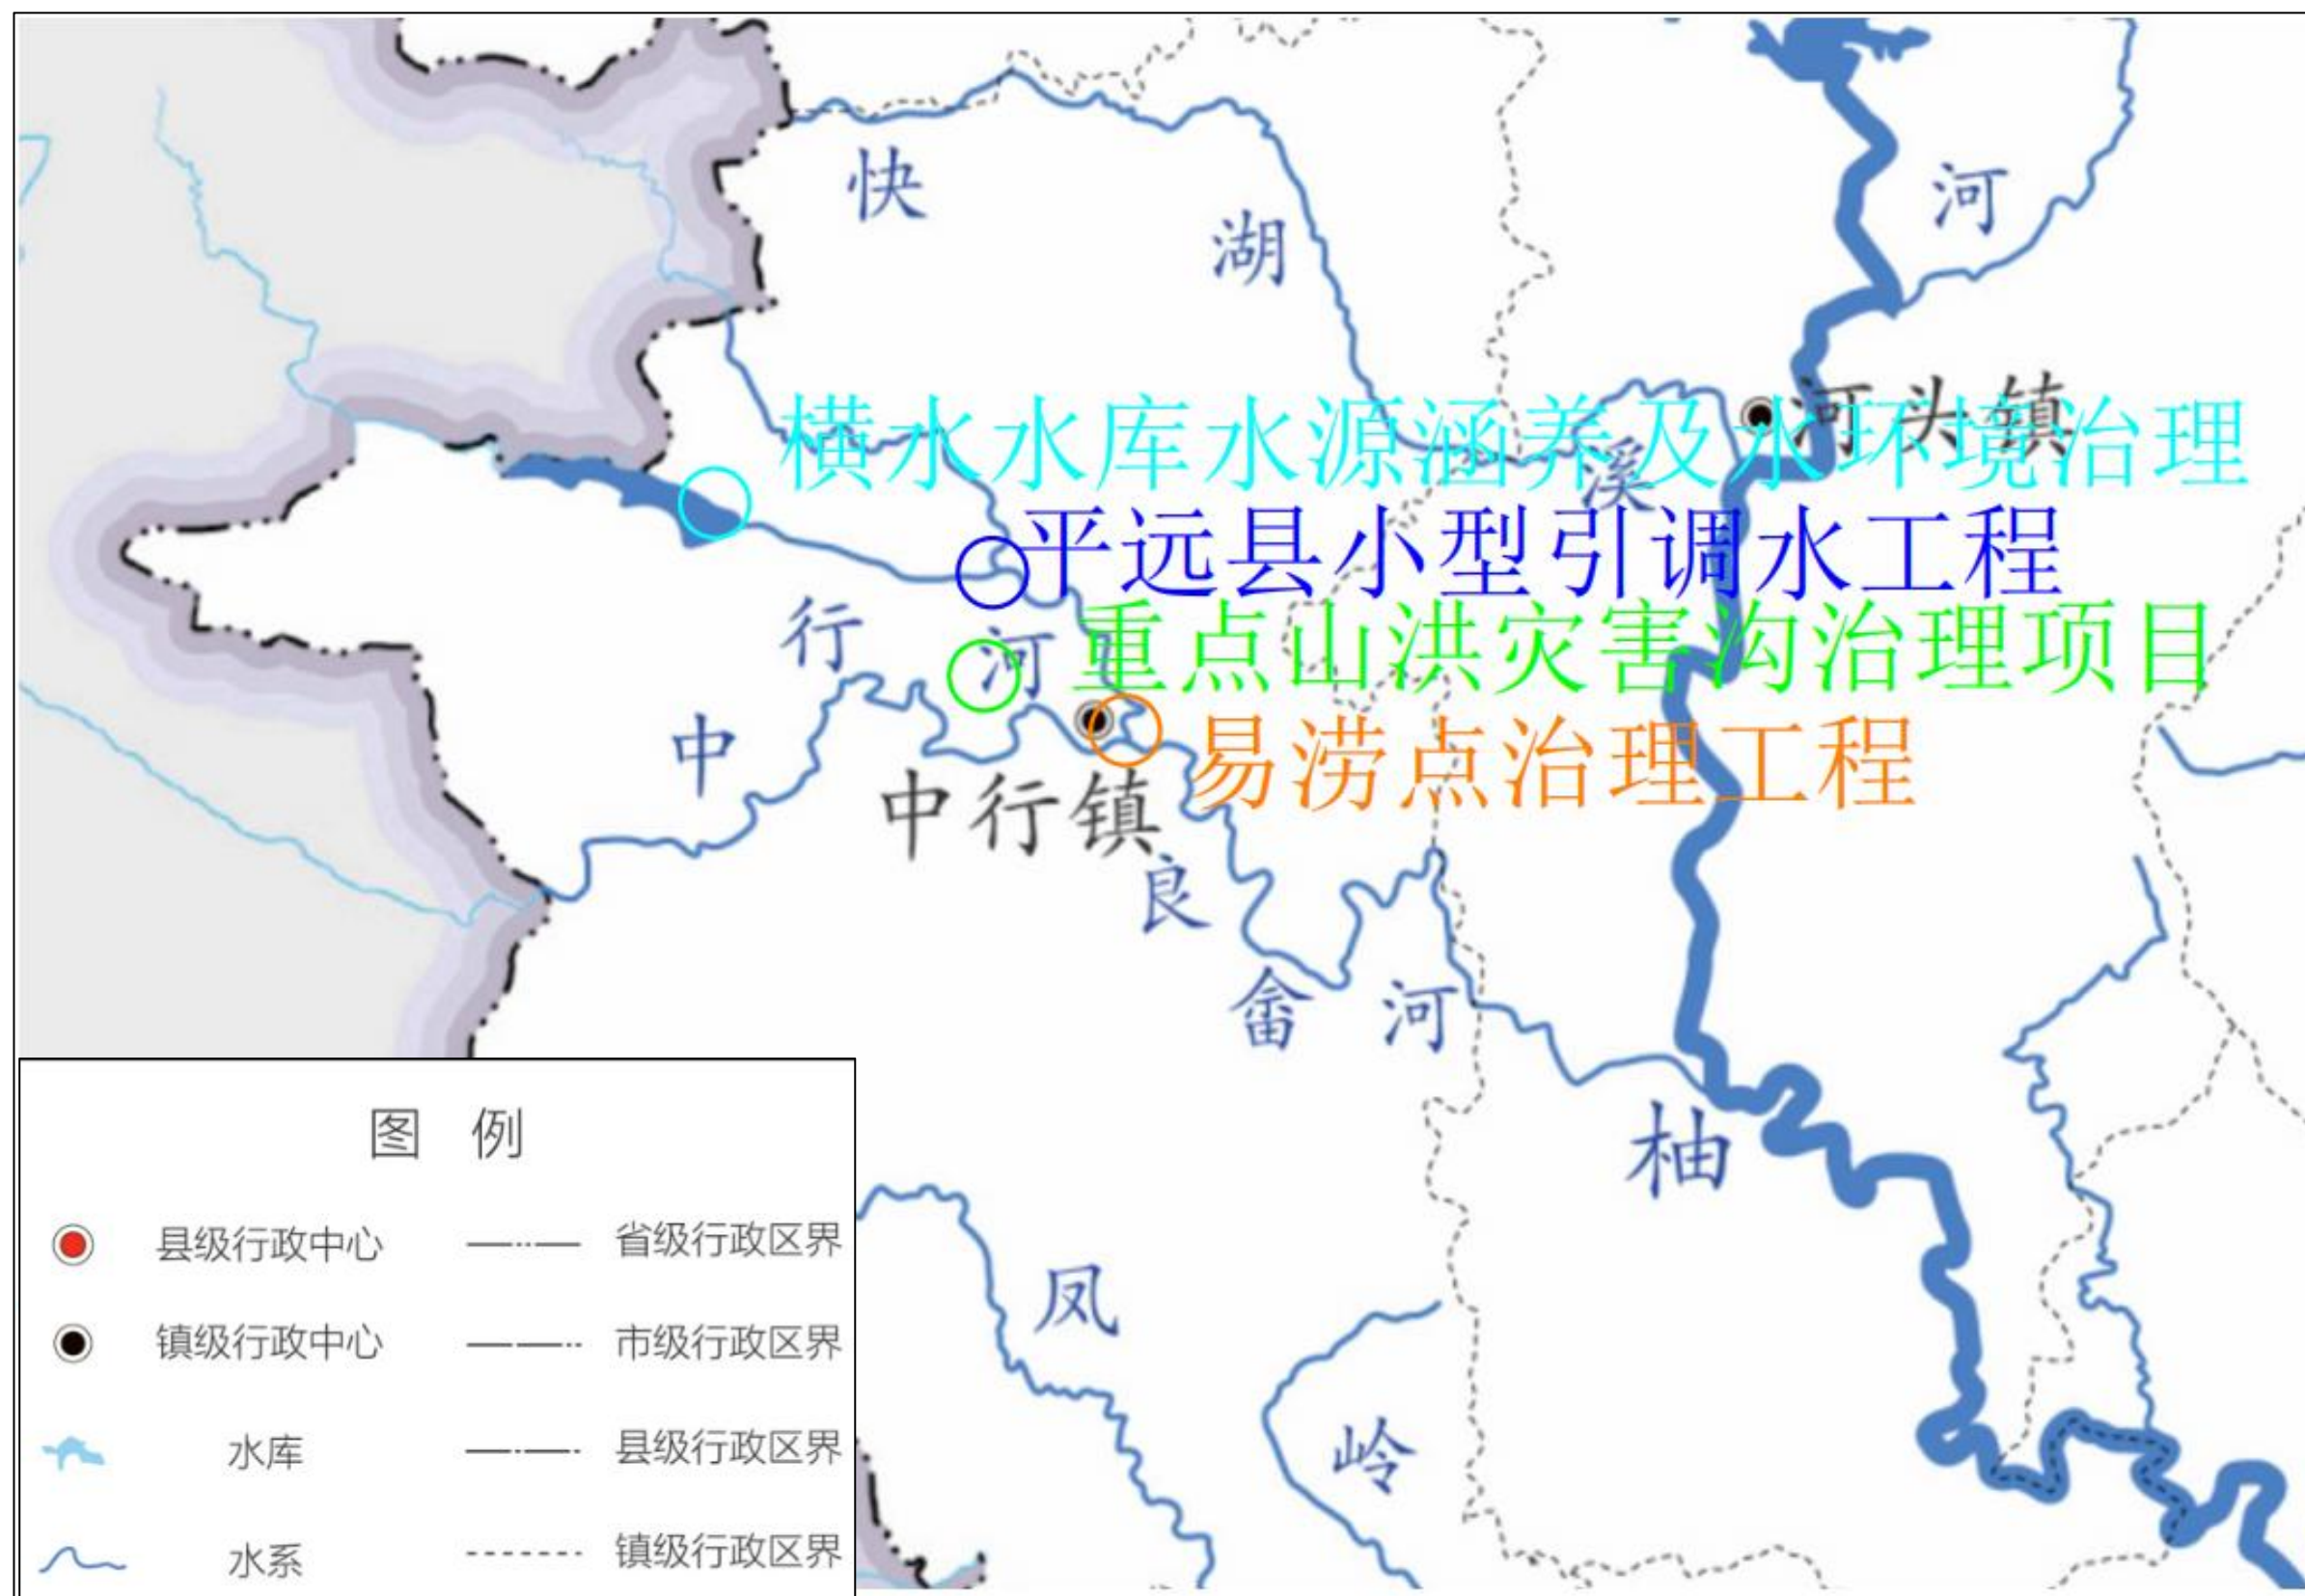 快
湖
河
河头镇
横水水库水源涵养及水环境治理
溪
平远县小型引调水工程
行
河
重点山洪灾害沟治理项目
中
易涝点治理工程
中行镇
良
畲
河
柚
凤
岭
图 例
县级行政中心
省级行政区界
镇级行政中心
市级行政区界
水库
县级行政区界
水系
镇级行政区界